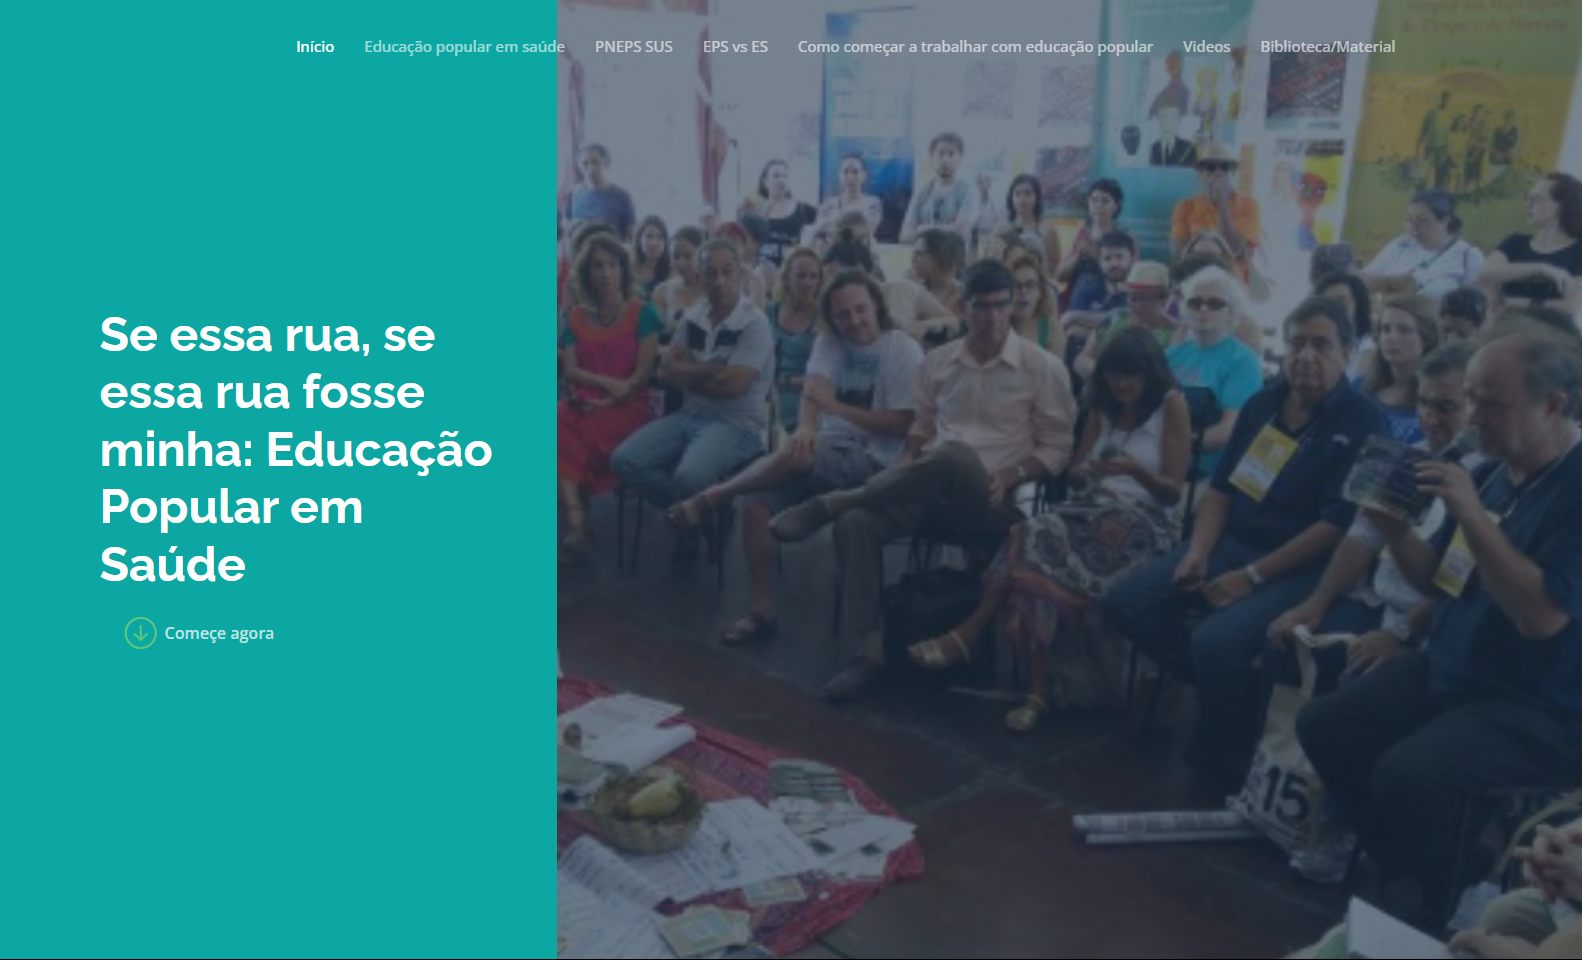 Início Educação popular em saúde PNEPS SUS EPS vs ES Como começar a trabalhar com educação popular Videos Biblioteca/Material
Se essa rua, se
essa rua fosse
minha: Educação
Popular em
Saúde
Começe agora
15